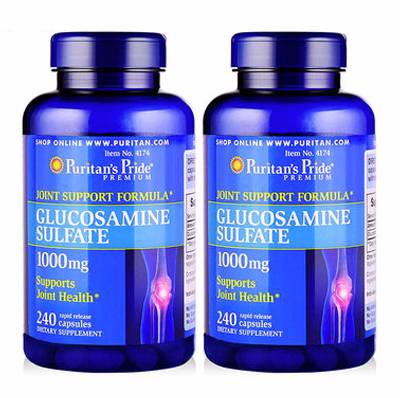 SHOP ONLINE WWW.PURITAN.COM
Item No. 4174
Puritan's Pride®
PREMIUM
JOINT SUPPORT FORMULA*
GLUCOSAMINE
SULFATE
1000mg
Supports
Joint Health*
240 rapid release
capsules
DIETARY SUPPLEMENT
SHOP ONLINE WWW.PURITAN.COM
Item No. 4174
Puritan's Pride®
PREMIUM
JOINT SUPPORT FORMULA*
GLUCOSAMINE
SULFATE
1000mg
Supports
Joint Health*
240 rapid release
capsules
DIETARY SUPPLEMENT